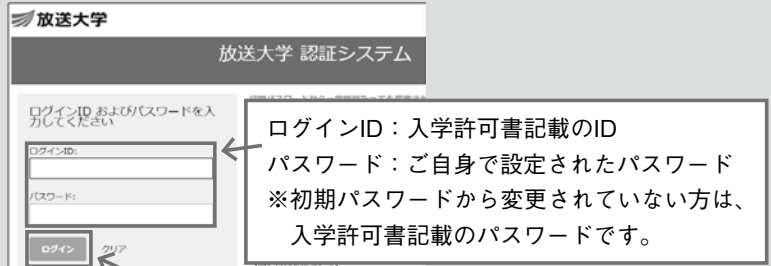 放送大学
放送大学 認証システム
ログインID およびパスワードを入
力してください
ログインID:
パスワード:
ログイン
クリア
ログインID：入学許可書記載のID
パスワード：ご自身で設定されたパスワード
※初期パスワードから変更されていない方は、
入学許可書記載のパスワードです。